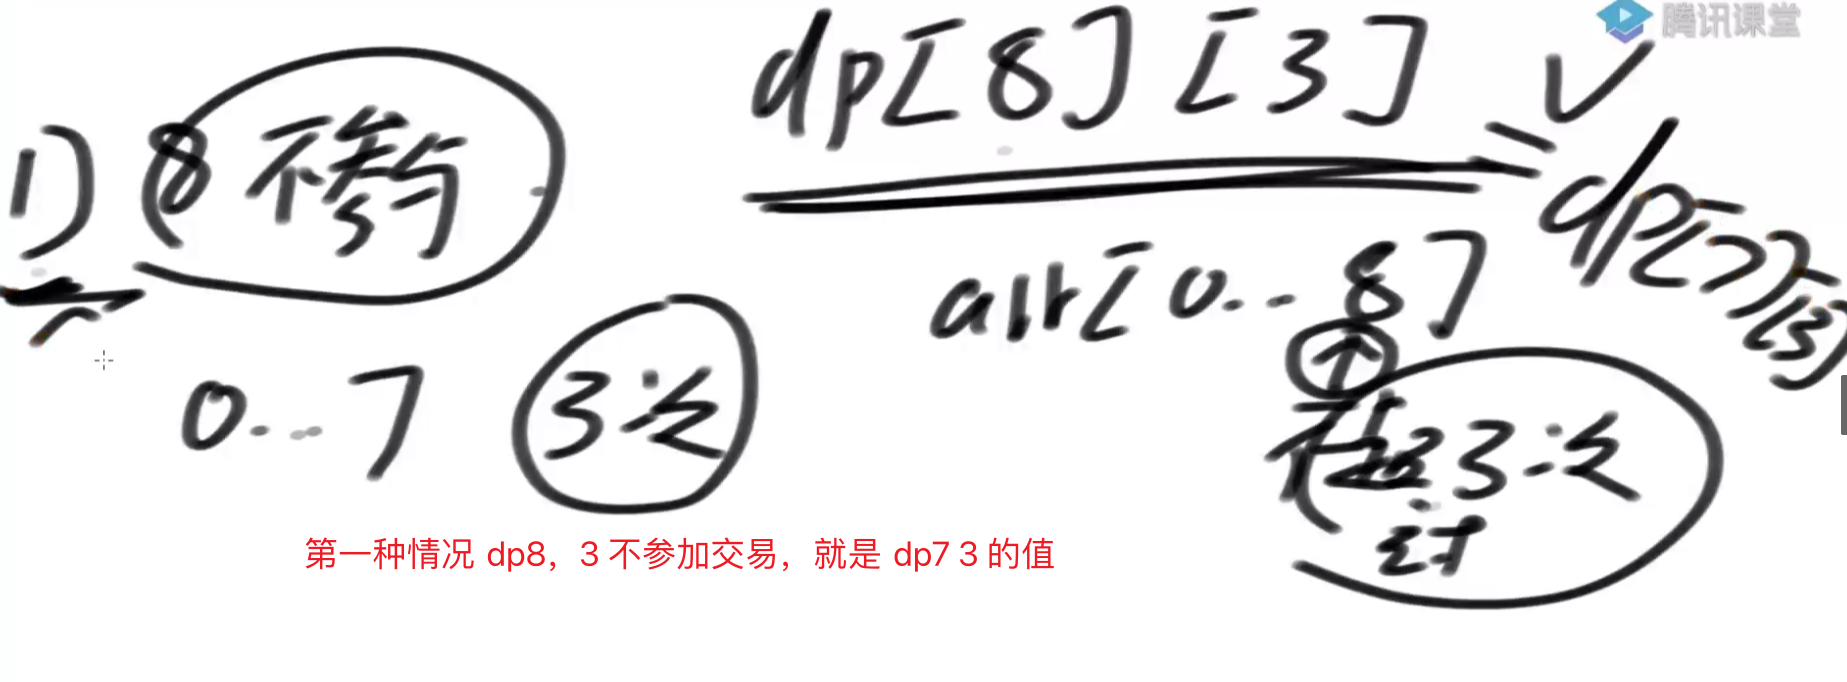 腾讯课堂
dp[8][3] ✓
1) 8 不参与
= dp[7][3]
arr[0...8]
↑
0...7 3次
3次
第一种情况 dp8，3 不参加交易，就是 dp7 3 的值